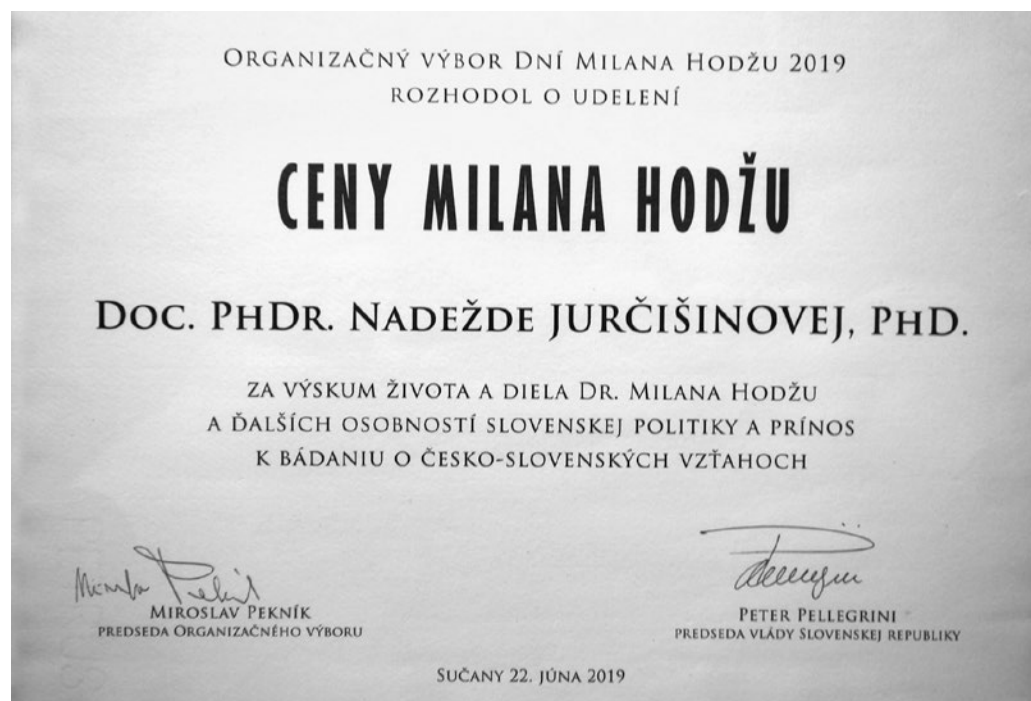 Organizačný výbor Dní Milana Hodžu 2019
rozhodol o udelení
CENY MILANA HODŽU
Doc. PhDr. Nadežde JURČIŠINOVEJ, PhD.
za výskum života a diela Dr. Milana Hodžu
a ďalších osobností slovenskej politiky a prínos
k bádaniu o česko-slovenských vzťahoch
Miroslav Pekník
predseda Organizačného výboru
Peter Pellegrini
predseda vlády Slovenskej republiky
Sučany 22. júna 2019